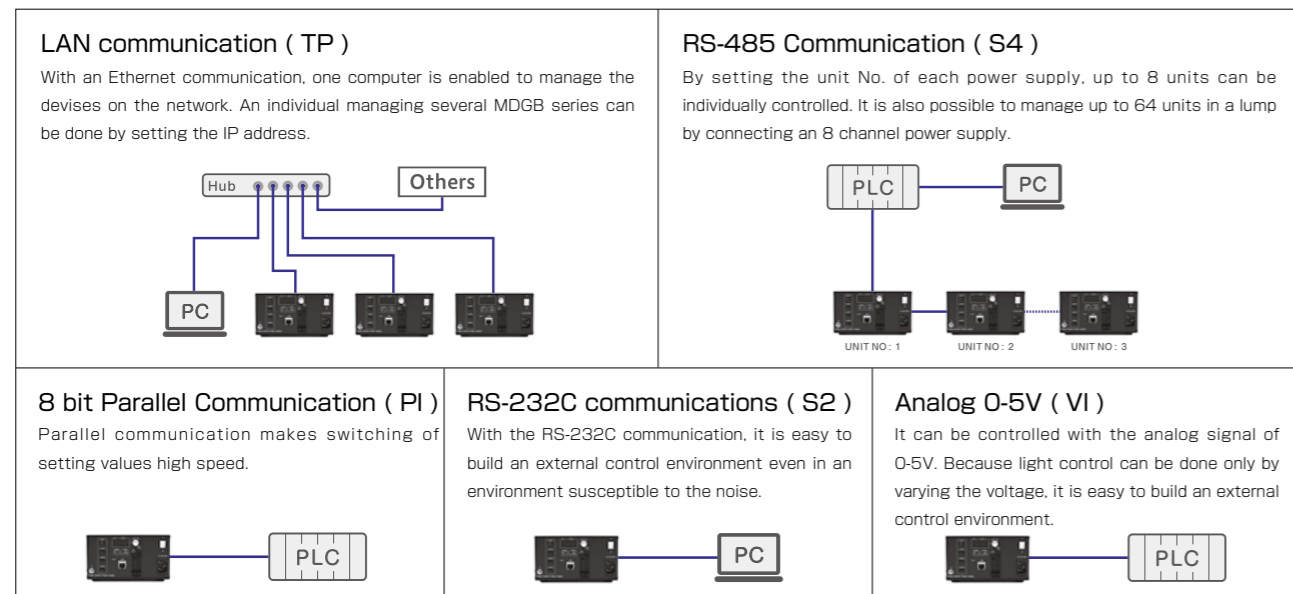 LAN communication ( TP )
With an Ethernet communication, one computer is enabled to manage the
devises on the network. An individual managing several MDGB series can
be done by setting the IP address.
Hub
Others
PC
RS-485 Communication ( S4 )
By setting the unit No. of each power supply, up to 8 units can be
individually controlled. It is also possible to manage up to 64 units in a lump
by connecting an 8 channel power supply.
PLC
PC
UNIT NO : 1
UNIT NO : 2
UNIT NO : 3
8 bit Parallel Communication ( PI )
Parallel communication makes switching of
setting values high speed.
PLC
RS-232C communications ( S2 )
With the RS-232C communication, it is easy to
build an external control environment even in an
environment susceptible to the noise.
PC
Analog 0-5V ( VI )
It can be controlled with the analog signal of
0-5V. Because light control can be done only by
varying the voltage, it is easy to build an external
control environment.
PLC